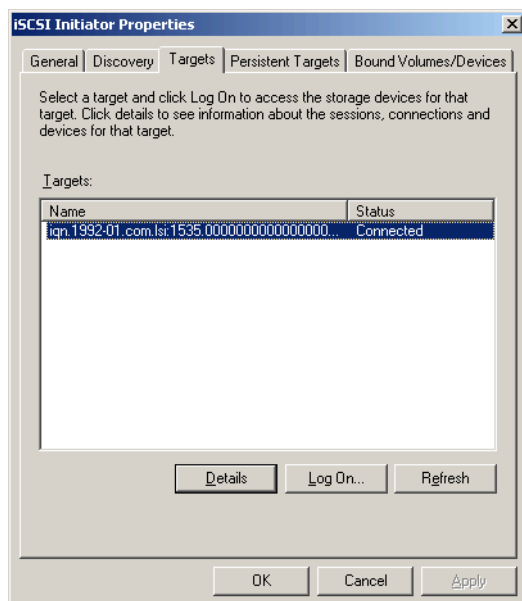 iSCSI Initiator Properties
General Discovery Targets Persistent Targets Bound Volumes/Devices
Select a target and click Log On to access the storage devices for that
target. Click details to see information about the sessions, connections and
devices for that target.
Targets:
Name Status
iqn.1992-01.com.lsi:1535.0000000000000000... Connected
Details Log On... Refresh
OK Cancel Apply